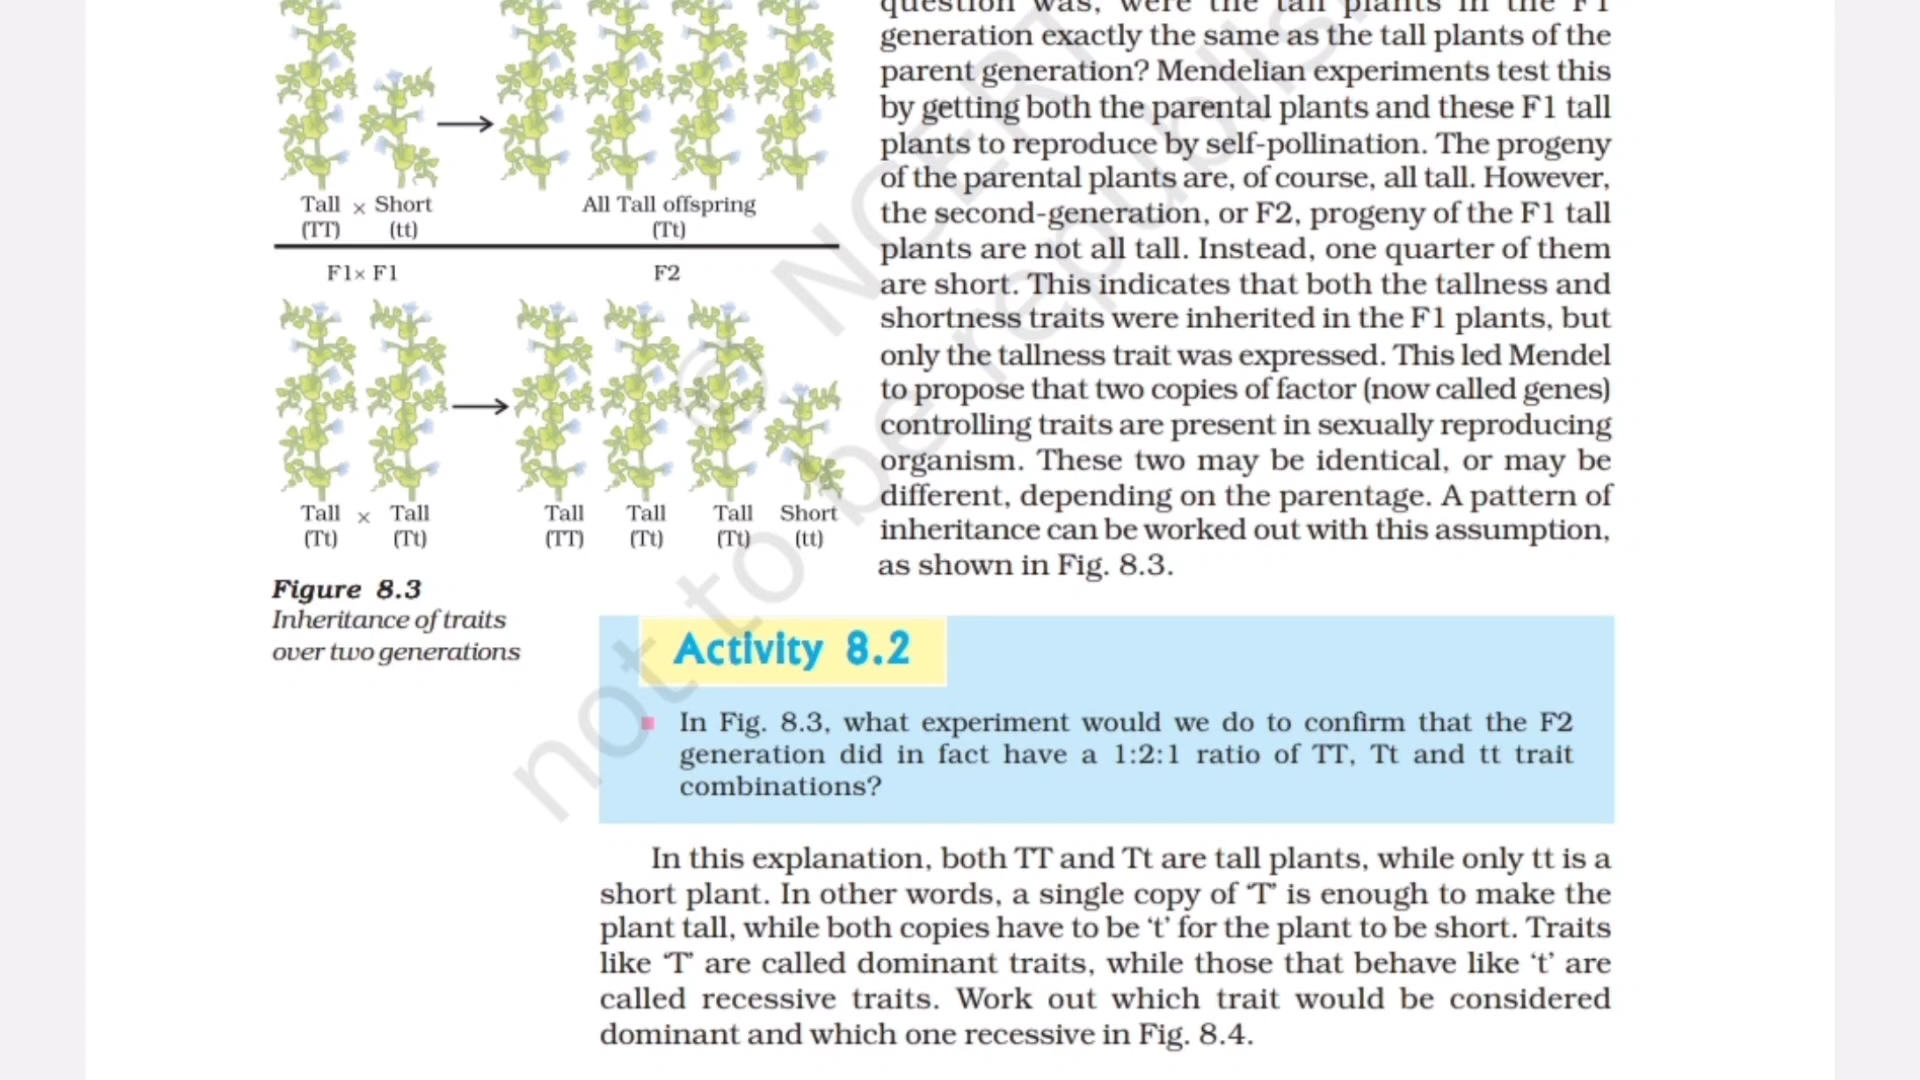 question was, were the tall plants in the F1
generation exactly the same as the tall plants of the
parent generation? Mendelian experiments test this
by getting both the parental plants and these F1 tall
plants to reproduce by self-pollination. The progeny
of the parental plants are, of course, all tall. However,
the second-generation, or F2, progeny of the F1 tall
plants are not all tall. Instead, one quarter of them
are short. This indicates that both the tallness and
shortness traits were inherited in the F1 plants, but
only the tallness trait was expressed. This led Mendel
to propose that two copies of factor (now called genes)
controlling traits are present in sexually reproducing
organism. These two may be identical, or may be
different, depending on the parentage. A pattern of
inheritance can be worked out with this assumption,
as shown in Fig. 8.3.
Tall × Short
(TT) (tt)
All Tall offspring
(Tt)
F1× F1
F2
Tall × Tall
(Tt) (Tt)
Tall Tall Tall Short
(TT) (Tt) (Tt) (tt)
Figure 8.3
Inheritance of traits
over two generations
Activity 8.2
In Fig. 8.3, what experiment would we do to confirm that the F2
generation did in fact have a 1:2:1 ratio of TT, Tt and tt trait
combinations?
In this explanation, both TT and Tt are tall plants, while only tt is a
short plant. In other words, a single copy of ‘T’ is enough to make the
plant tall, while both copies have to be ‘t’ for the plant to be short. Traits
like ‘T’ are called dominant traits, while those that behave like ‘t’ are
called recessive traits. Work out which trait would be considered
dominant and which one recessive in Fig. 8.4.
© NCERT
not to be republish